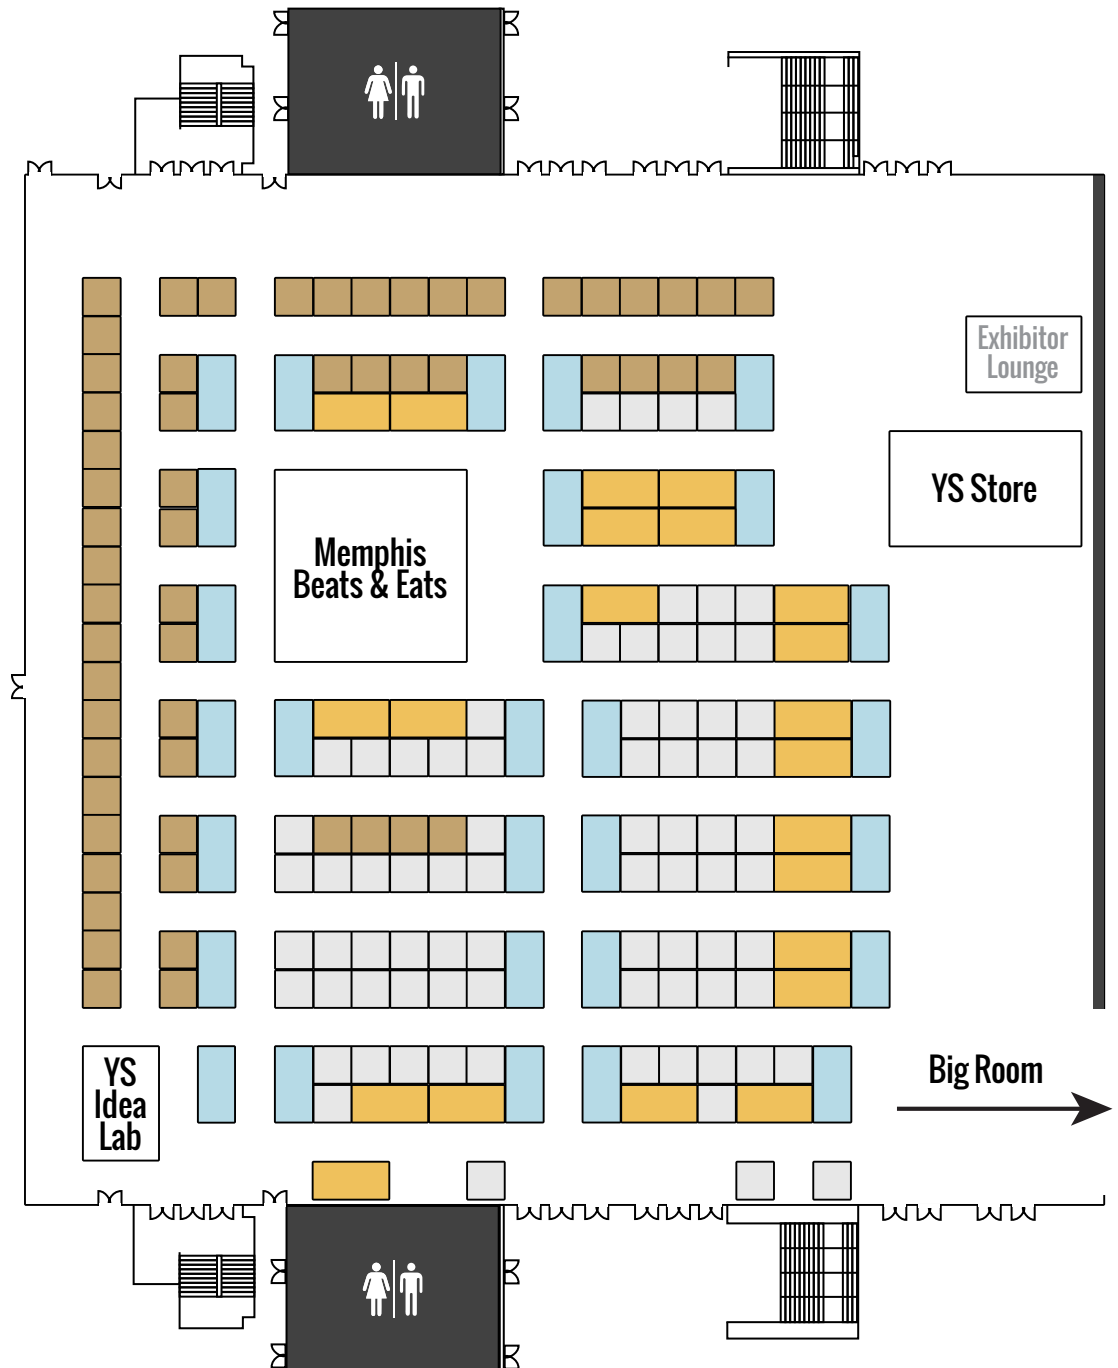 Exhibitor
Lounge
YS Store
Memphis
Beats & Eats
Big Room
YS
Idea
Lab